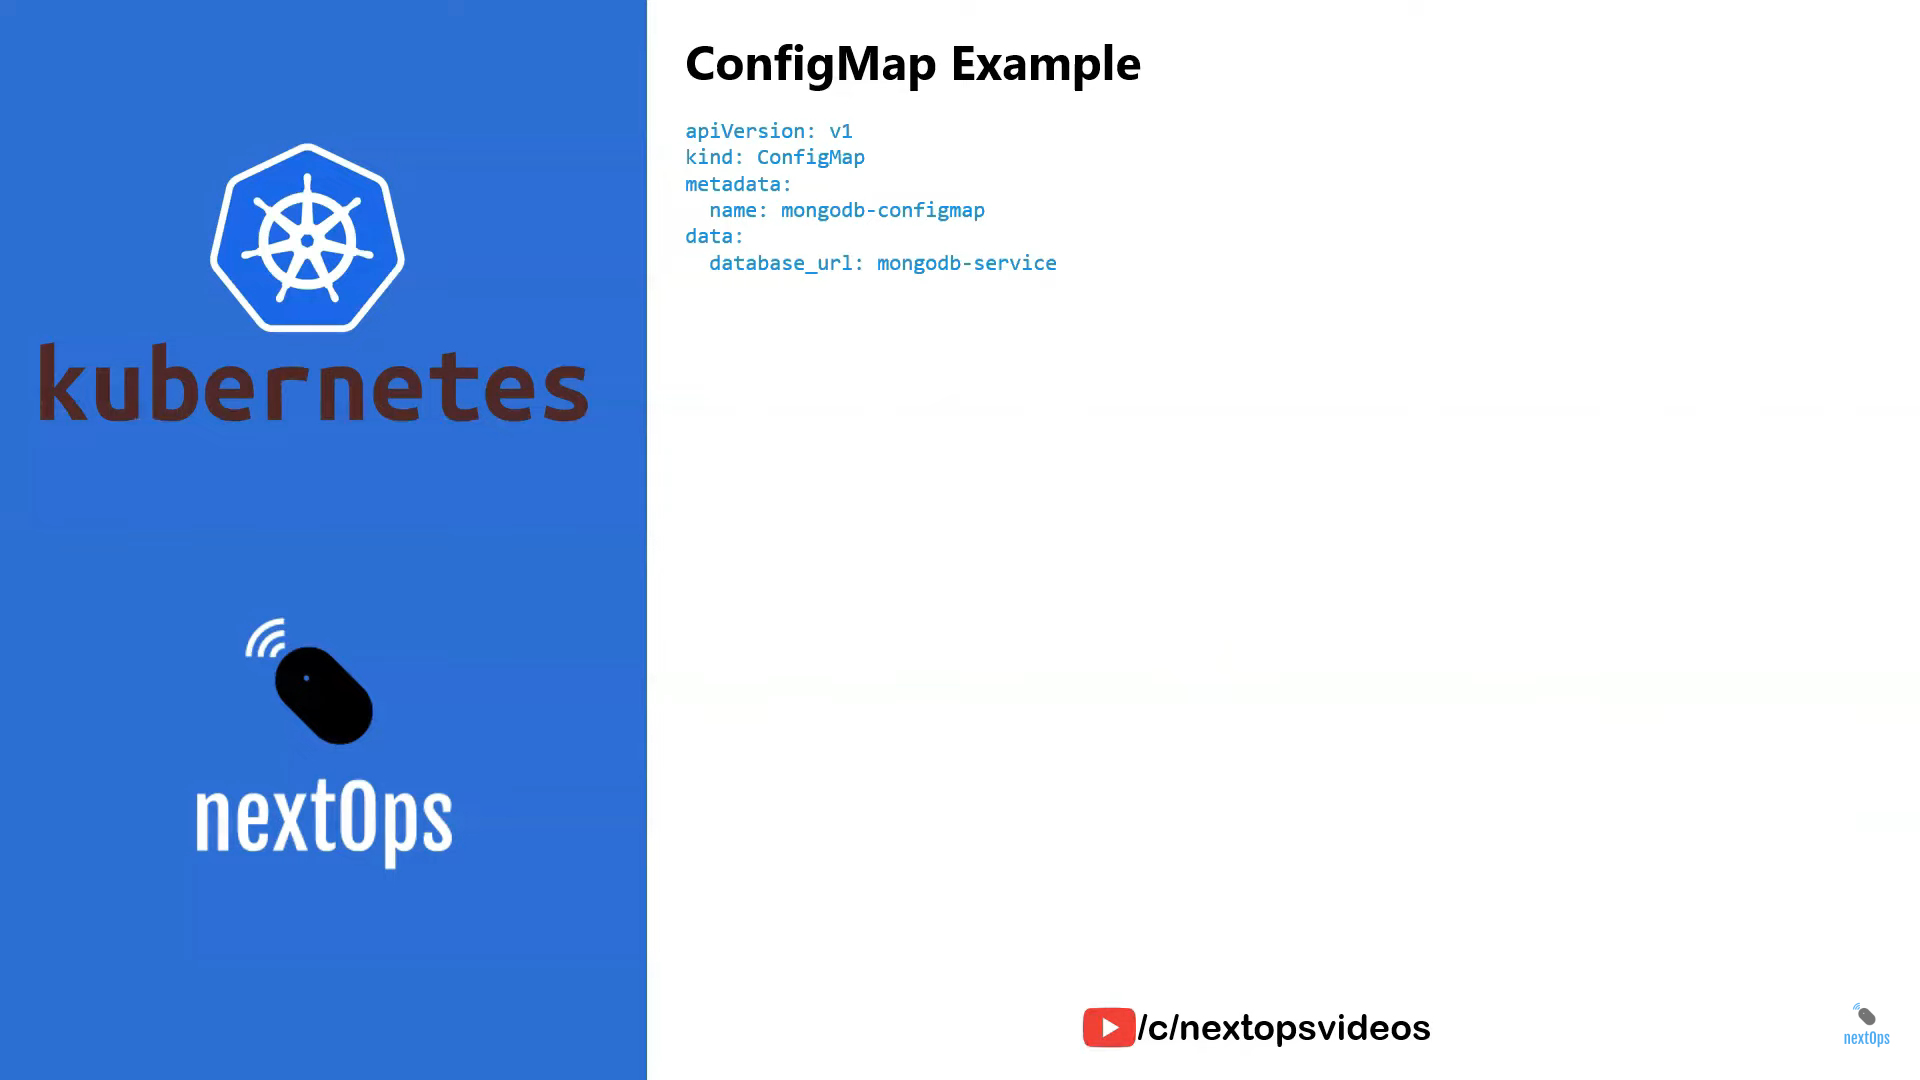 ConfigMap Example
apiVersion: v1
kind: ConfigMap
metadata:
  name: mongodb-configmap
data:
  database_url: mongodb-service
kubernetes
nextOps
/c/nextopsvideos
nextOps